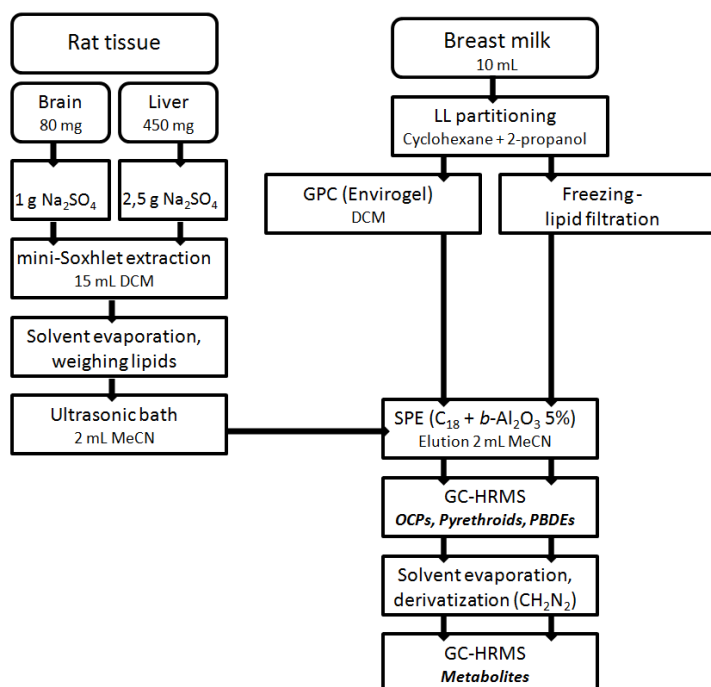 Rat tissue
Brain
80 mg
Liver
450 mg
1 g Na₂SO₄
2,5 g Na₂SO₄
mini-Soxhlet extraction
15 mL DCM
Solvent evaporation,
weighing lipids
Ultrasonic bath
2 mL MeCN
Breast milk
10 mL
LL partitioning
Cyclohexane + 2-propanol
GPC (Envirogel)
DCM
Freezing -
lipid filtration
SPE (C₁₈ + b-Al₂O₃ 5%)
Elution 2 mL MeCN
GC-HRMS
OCPs, Pyrethroids, PBDEs
Solvent evaporation,
derivatization (CH₂N₂)
GC-HRMS
Metabolites